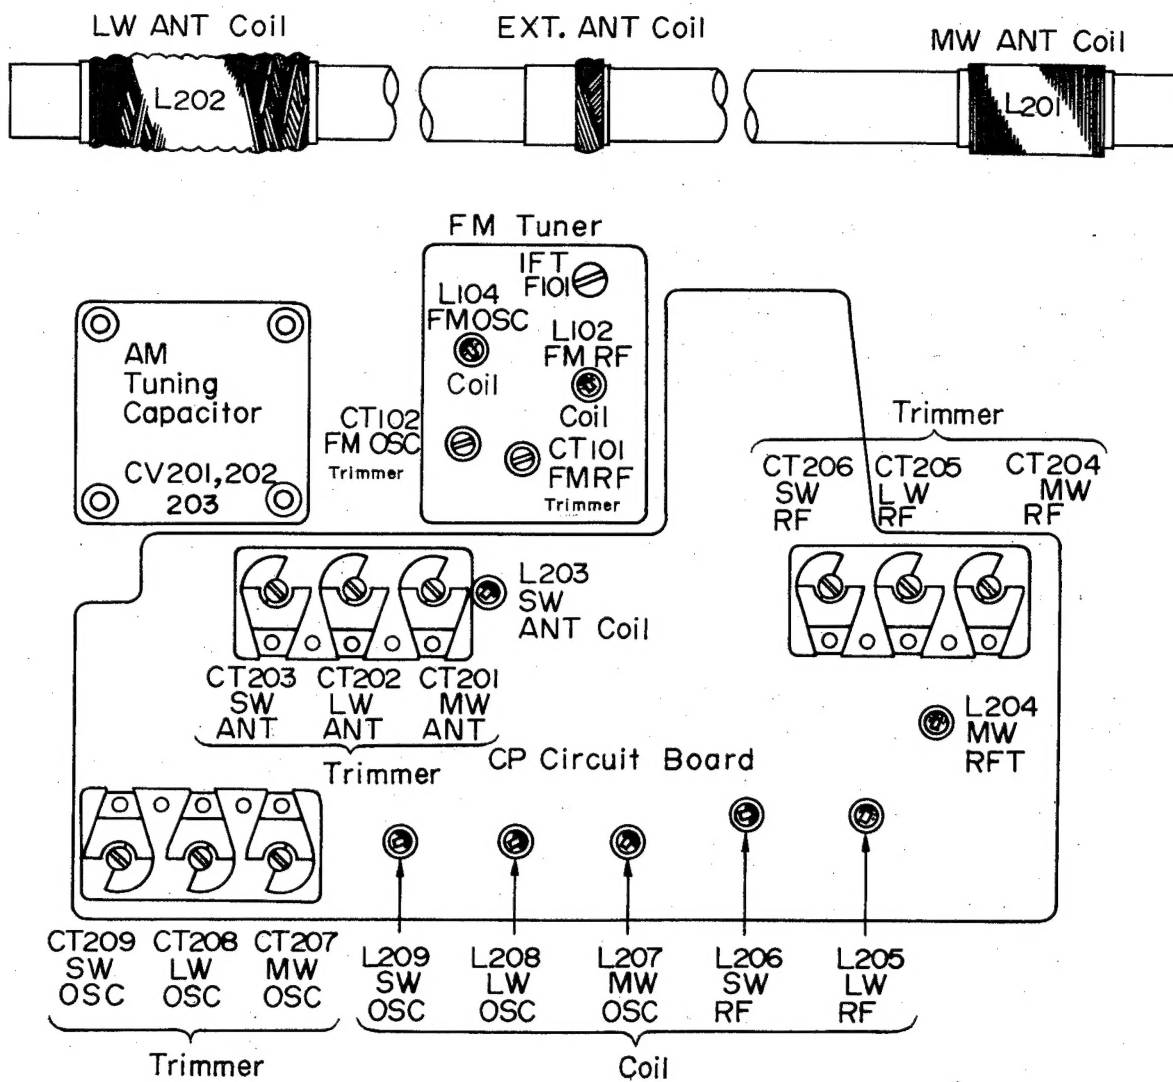 LW ANT Coil
EXT. ANT Coil
MW ANT Coil
L202
L201
FM Tuner
IFT
F101
L104
FM OSC
Coil
L102
FM RF
Coil
AM
Tuning
Capacitor
CV201,202
203
CT102
FM OSC
Trimmer
CT101
FM RF
Trimmer
Trimmer
CT206
SW
RF
CT205
LW
RF
CT204
MW
RF
L203
SW
ANT Coil
CT203
SW
ANT
CT202
LW
ANT
CT201
MW
ANT
Trimmer
CP Circuit Board
L204
MW
RFT
CT209
SW
OSC
CT208
LW
OSC
CT207
MW
OSC
Trimmer
L209
SW
OSC
L208
LW
OSC
L207
MW
OSC
L206
SW
RF
L205
LW
RF
Coil